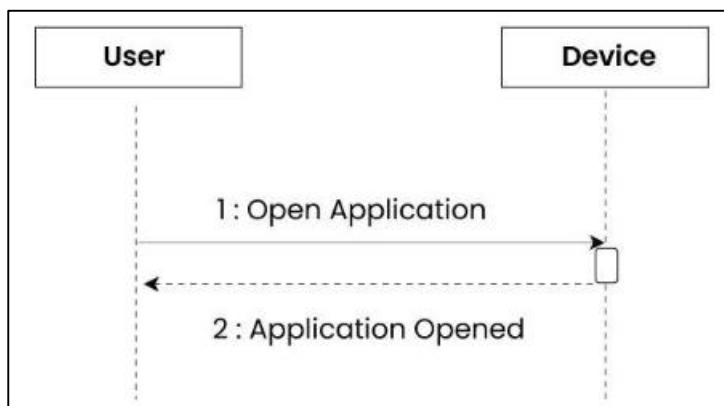 User
Device
1 : Open Application
2 : Application Opened